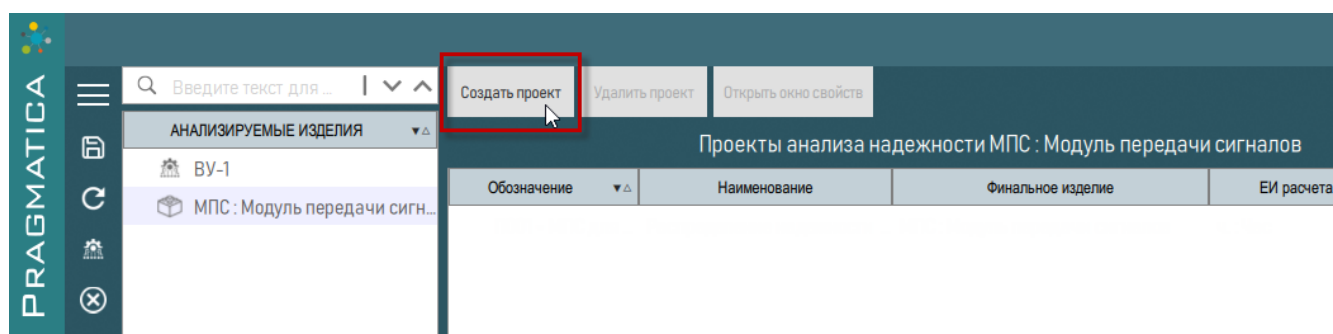 PRAGMATICA
Введите текст для ...
АНАЛИЗИРУЕМЫЕ ИЗДЕЛИЯ
ВУ-1
МПС : Модуль передачи сигн...
Создать проект
Удалить проект
Открыть окно свойств
Проекты анализа надежности МПС : Модуль передачи сигналов
Обозначение
Наименование
Финальное изделие
ЕИ расчета